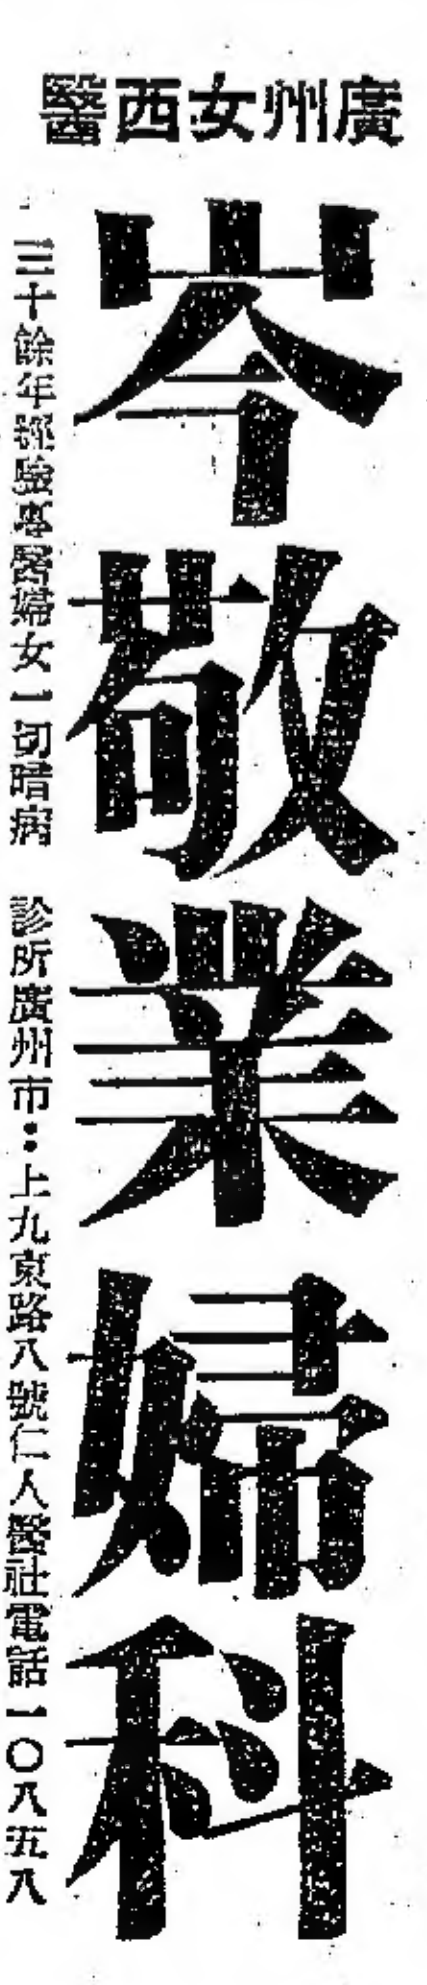 廣州女西醫
岑敬業婦科
三十餘年經驗專醫婦女一切暗病
診所廣州市：上九東路八號仁人醫社電話一〇八五八